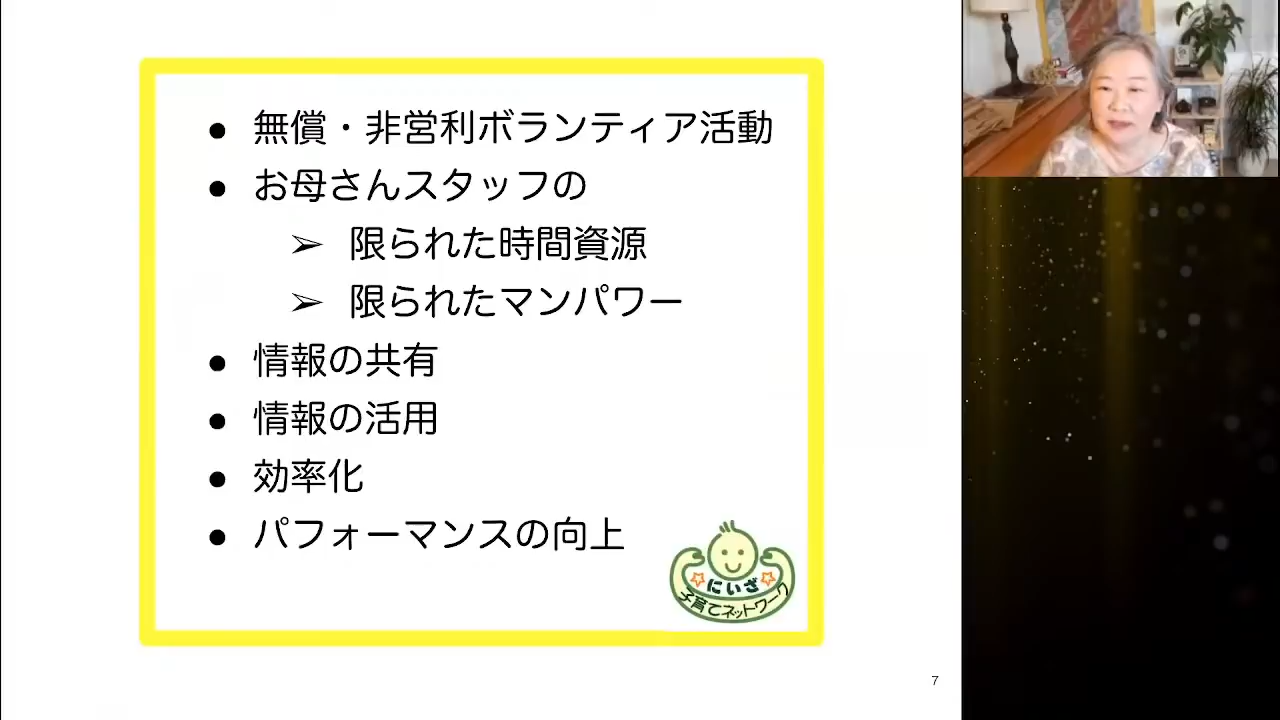 ● 無償・非営利ボランティア活動
● お母さんスタッフの
➢ 限られた時間資源
➢ 限られたマンパワー
● 情報の共有
● 情報の活用
● 効率化
● パフォーマンスの向上
にいざ
子育てネットワーク
7